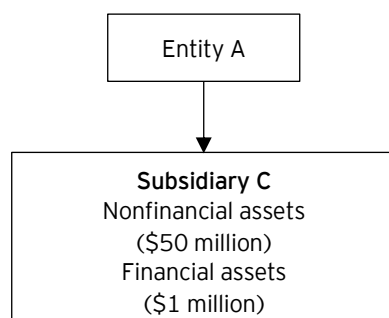 Entity A
Subsidiary C
Nonfinancial assets
($50 million)
Financial assets
($1 million)